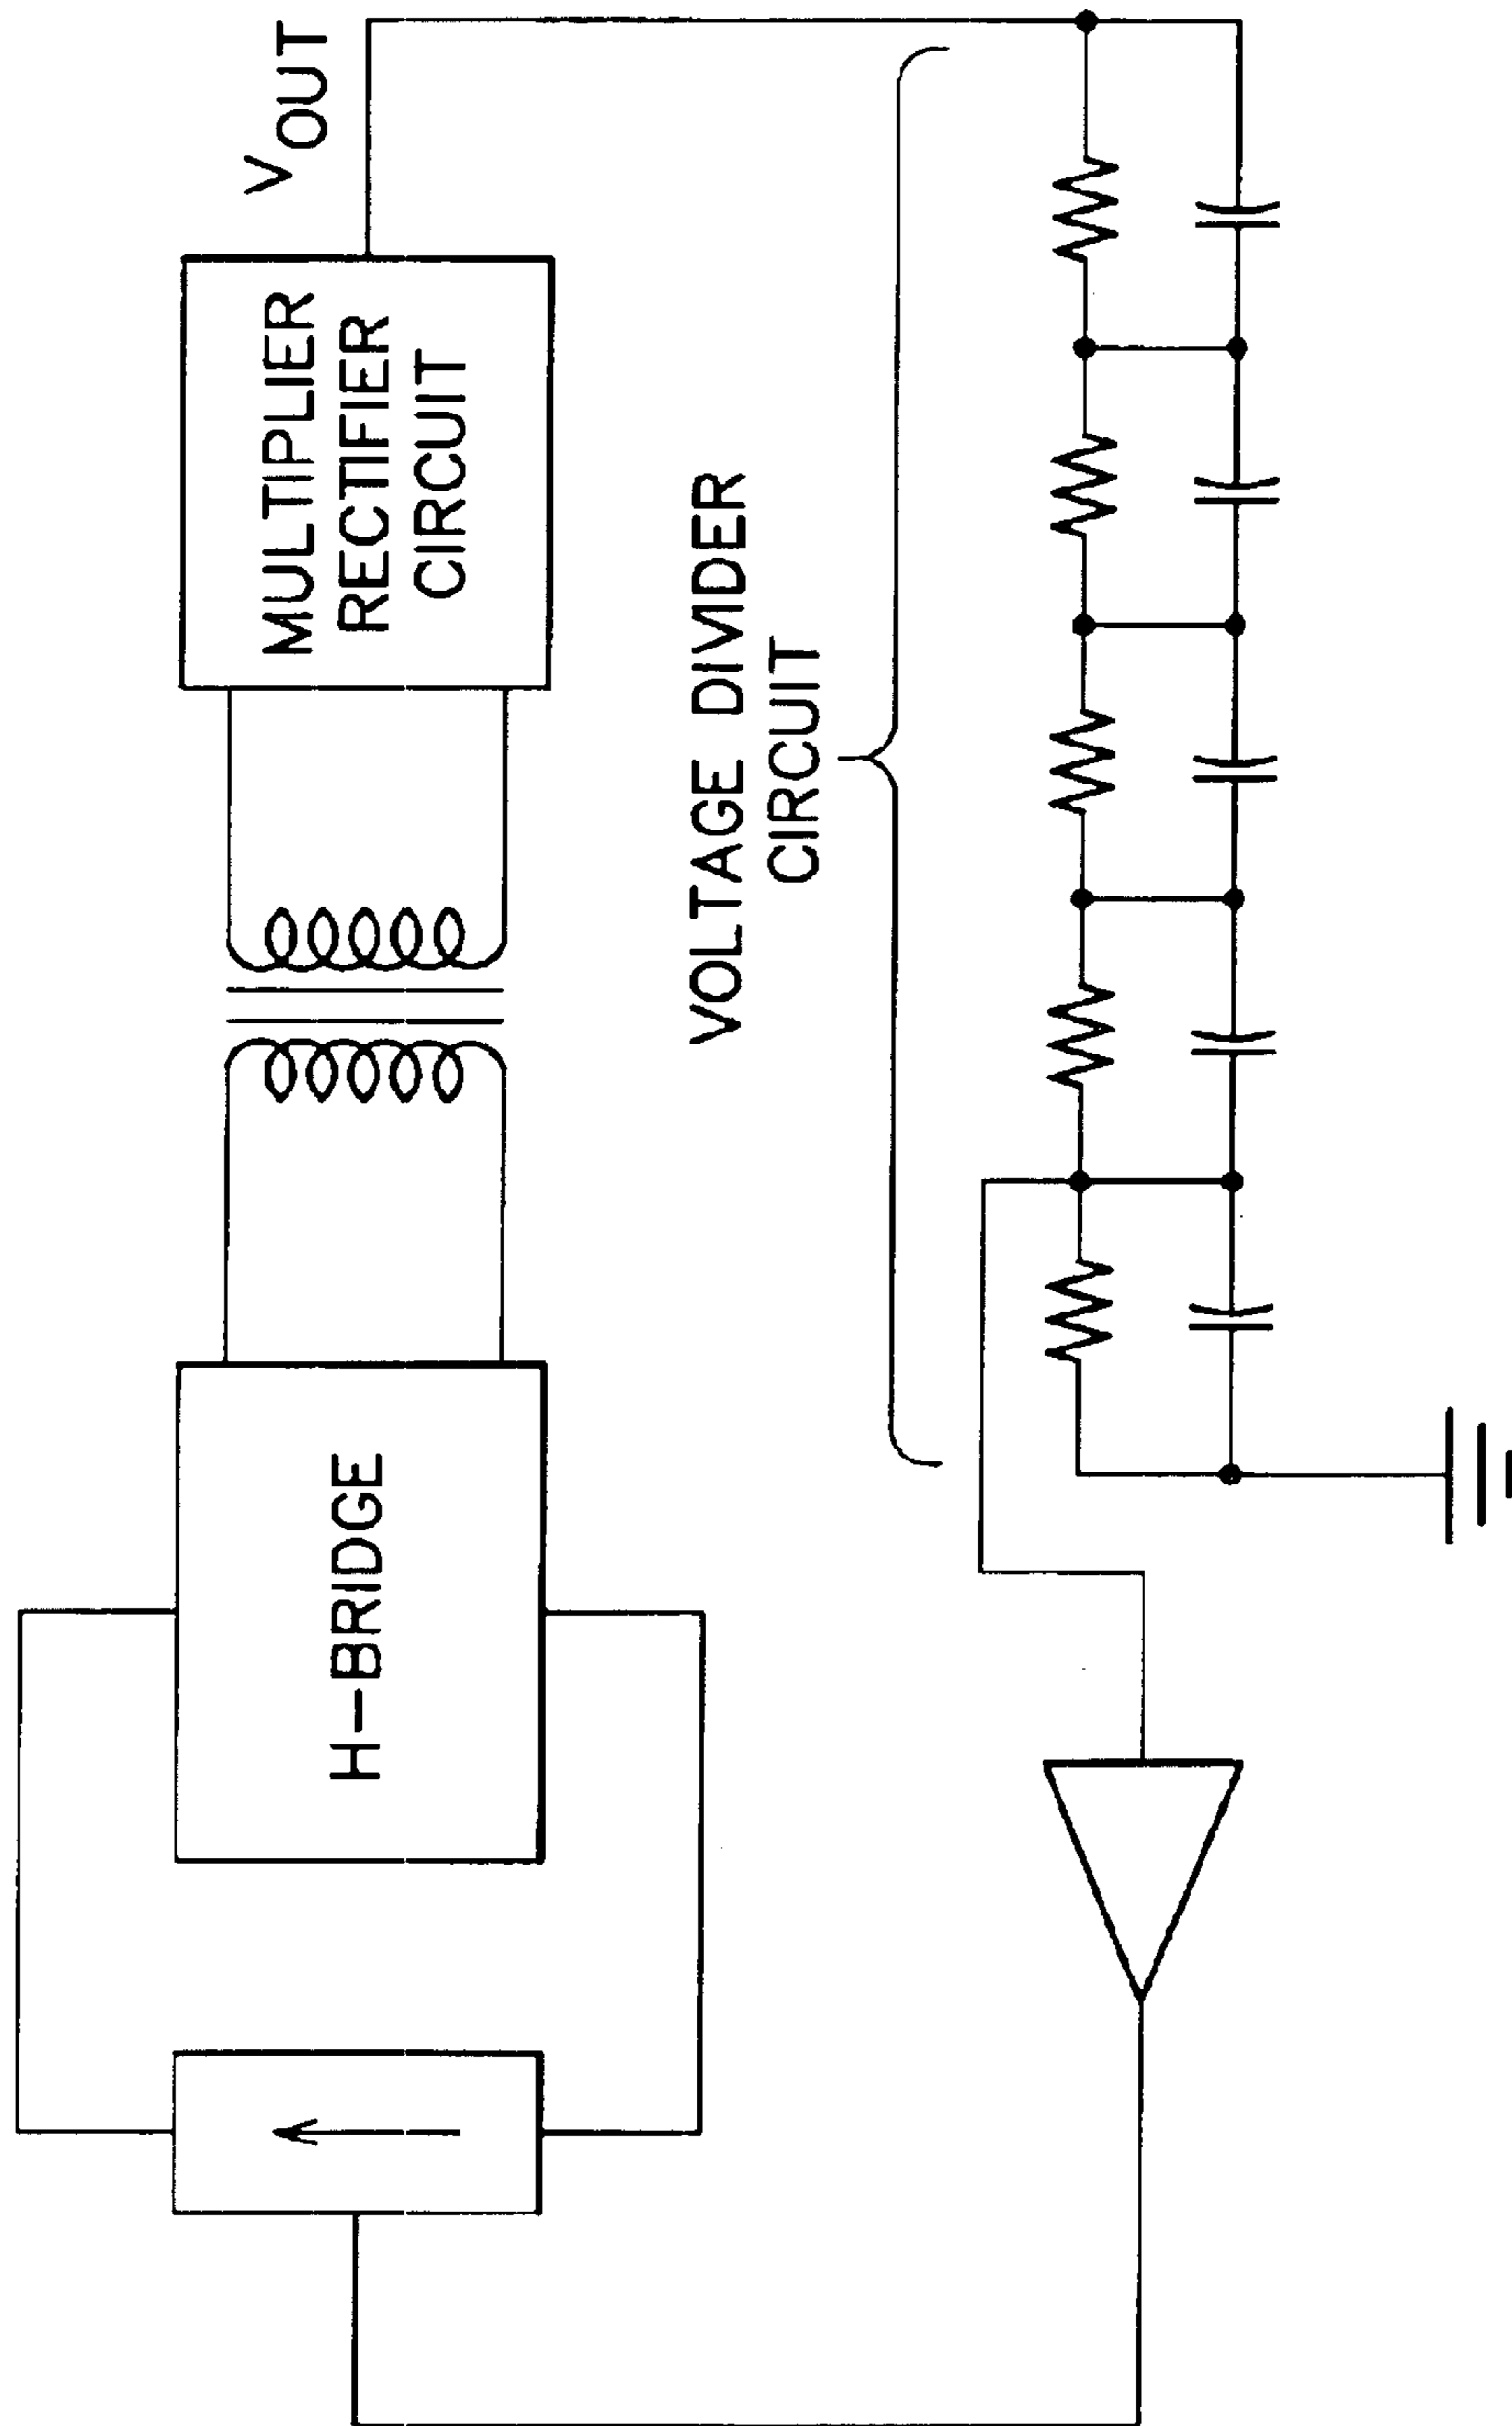 H-BRIDGE
MULTIPLIER
RECTIFIER
CIRCUIT
VOUT
VOLTAGE DIVIDER
CIRCUIT